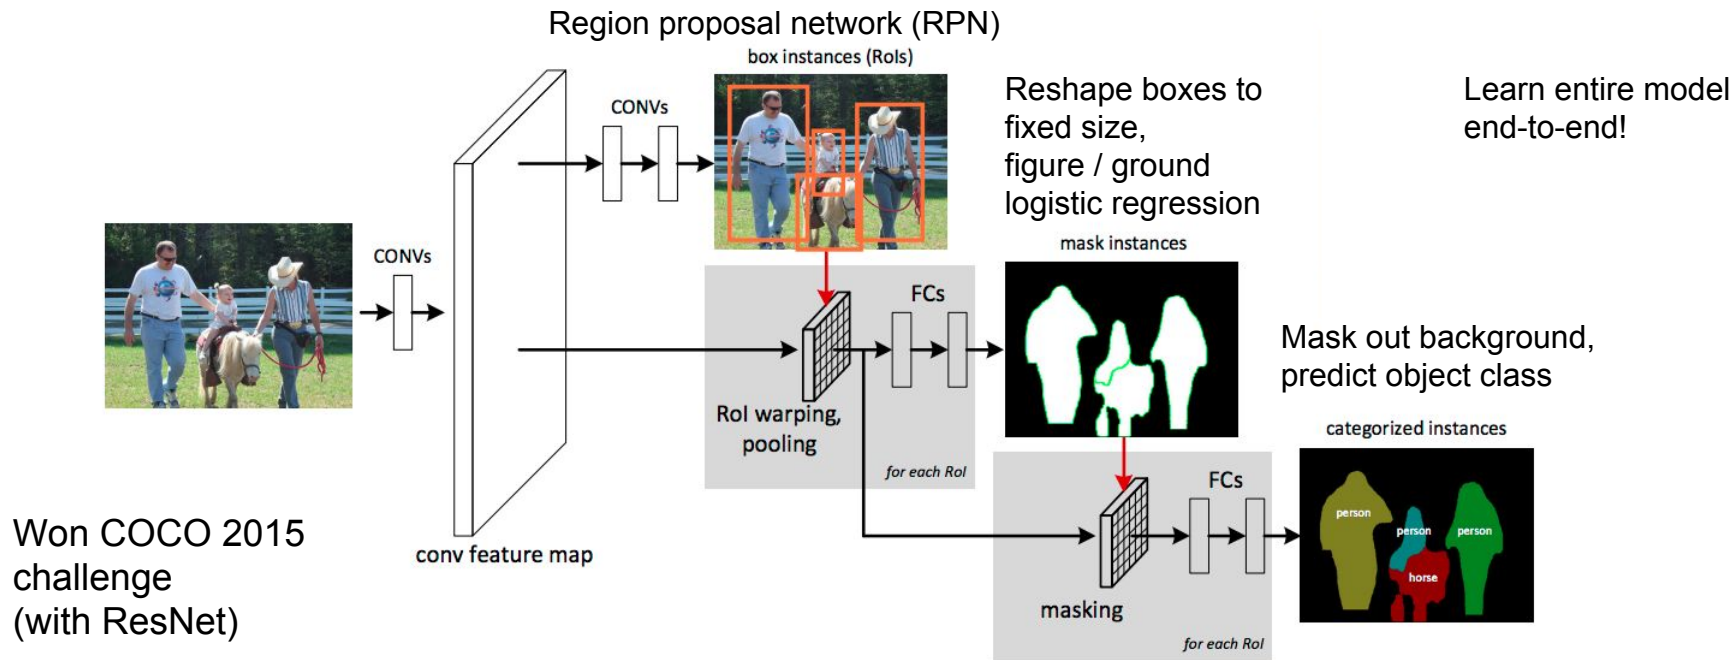 Region proposal network (RPN)
box instances (RoIs)
CONVs
Reshape boxes to
fixed size,
figure / ground
logistic regression
Learn entire model
end-to-end!
CONVs
mask instances
FCs
RoI warping,
pooling
for each RoI
Mask out background,
predict object class
categorized instances
FCs
person
person
person
horse
conv feature map
masking
for each RoI
Won COCO 2015
challenge
(with ResNet)